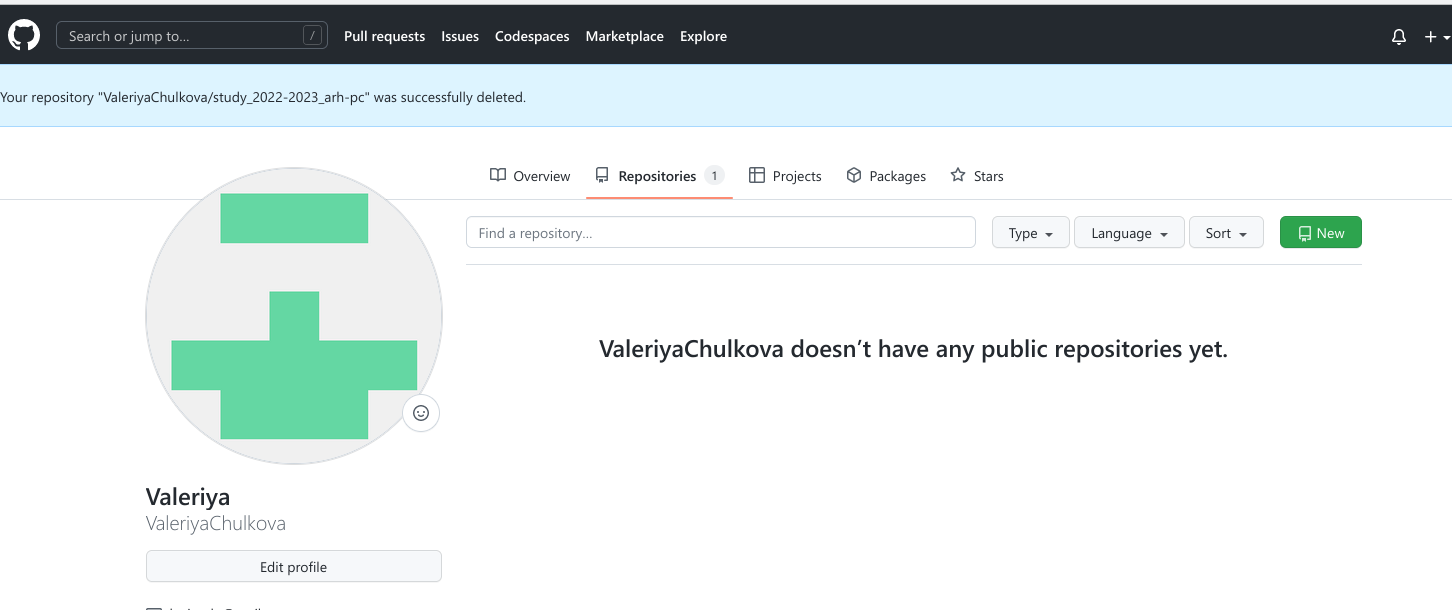 Search or jump to... /
Pull requests
Issues
Codespaces
Marketplace
Explore
Your repository "ValeriyaChulkova/study_2022-2023_arh-pc" was successfully deleted.
Overview
Repositories 1
Projects
Packages
Stars
Find a repository...
Type
Language
Sort
New
ValeriyaChulkova doesn’t have any public repositories yet.
Valeriya
ValeriyaChulkova
Edit profile